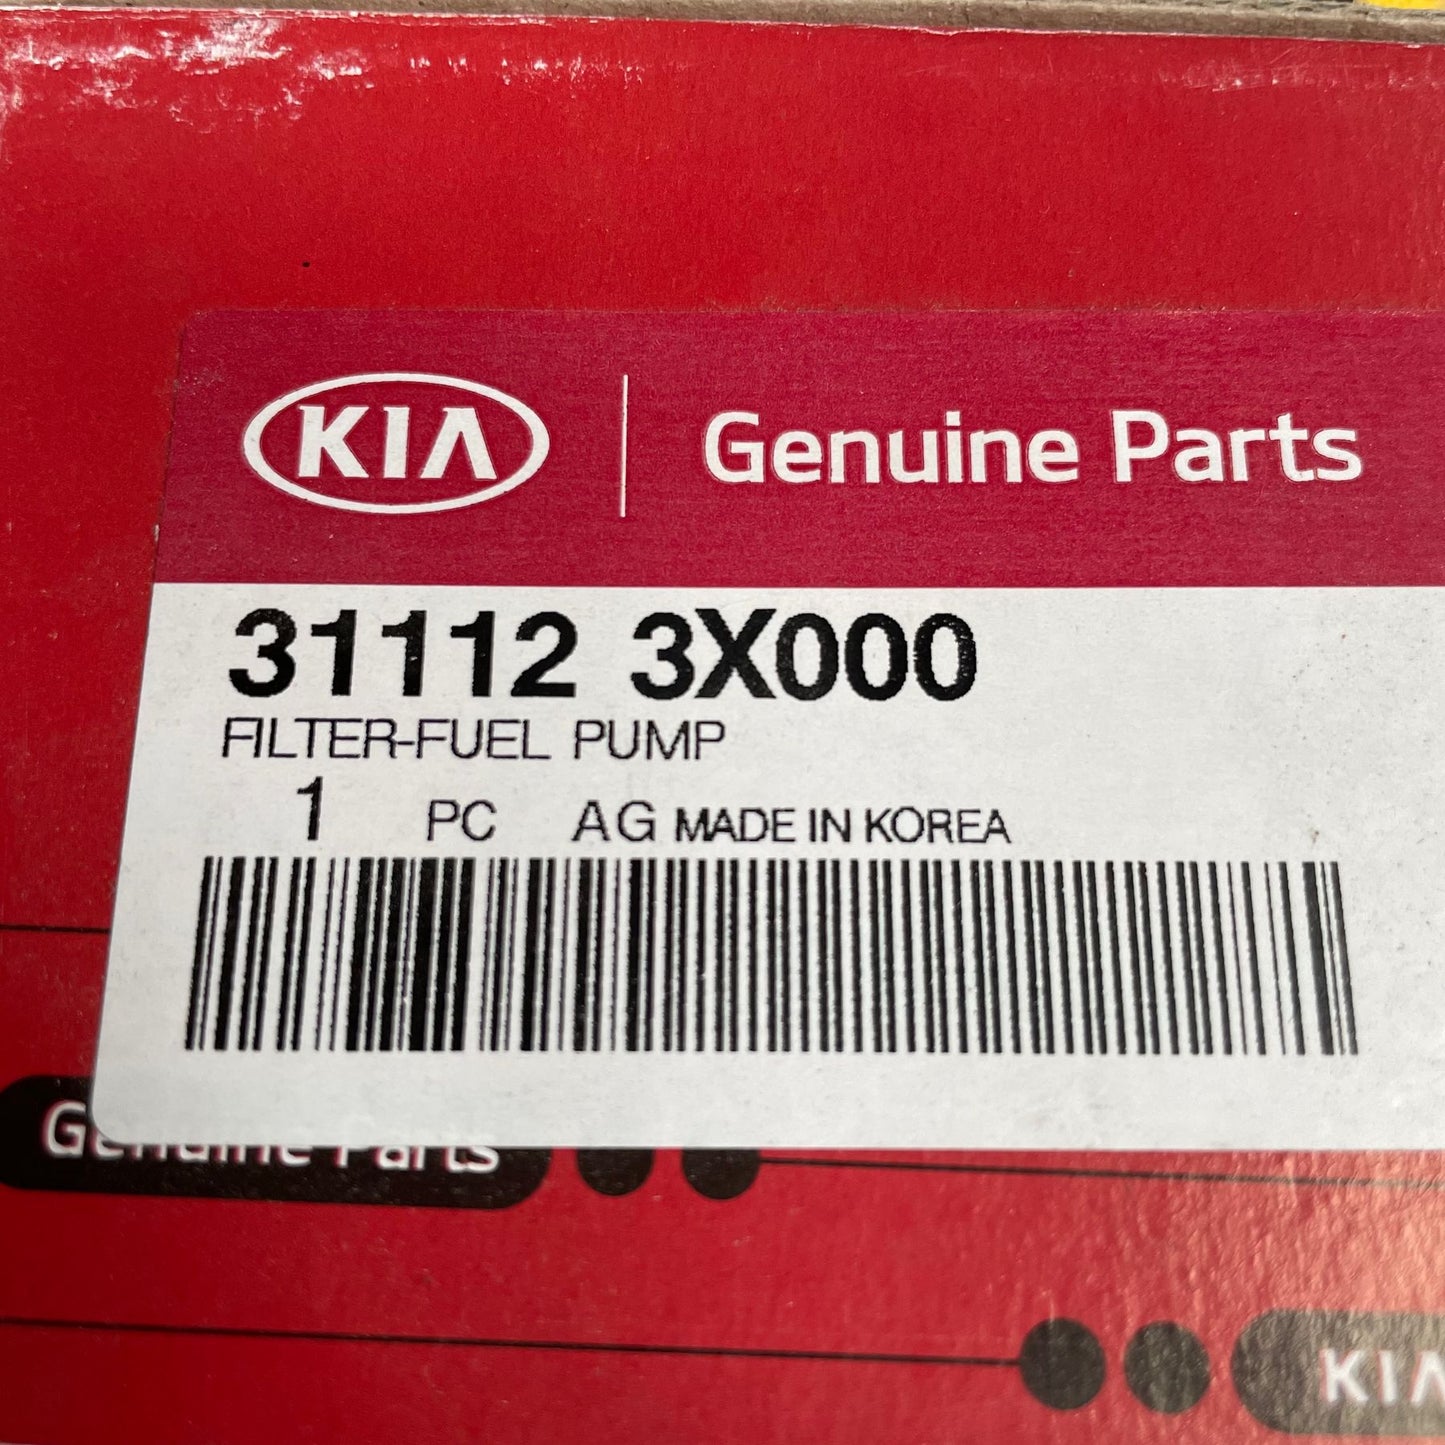 KIA Genuine Parts
31112 3X000
FILTER-FUEL PUMP
1 PC AG MADE IN KOREA
Genuine Parts
KIA